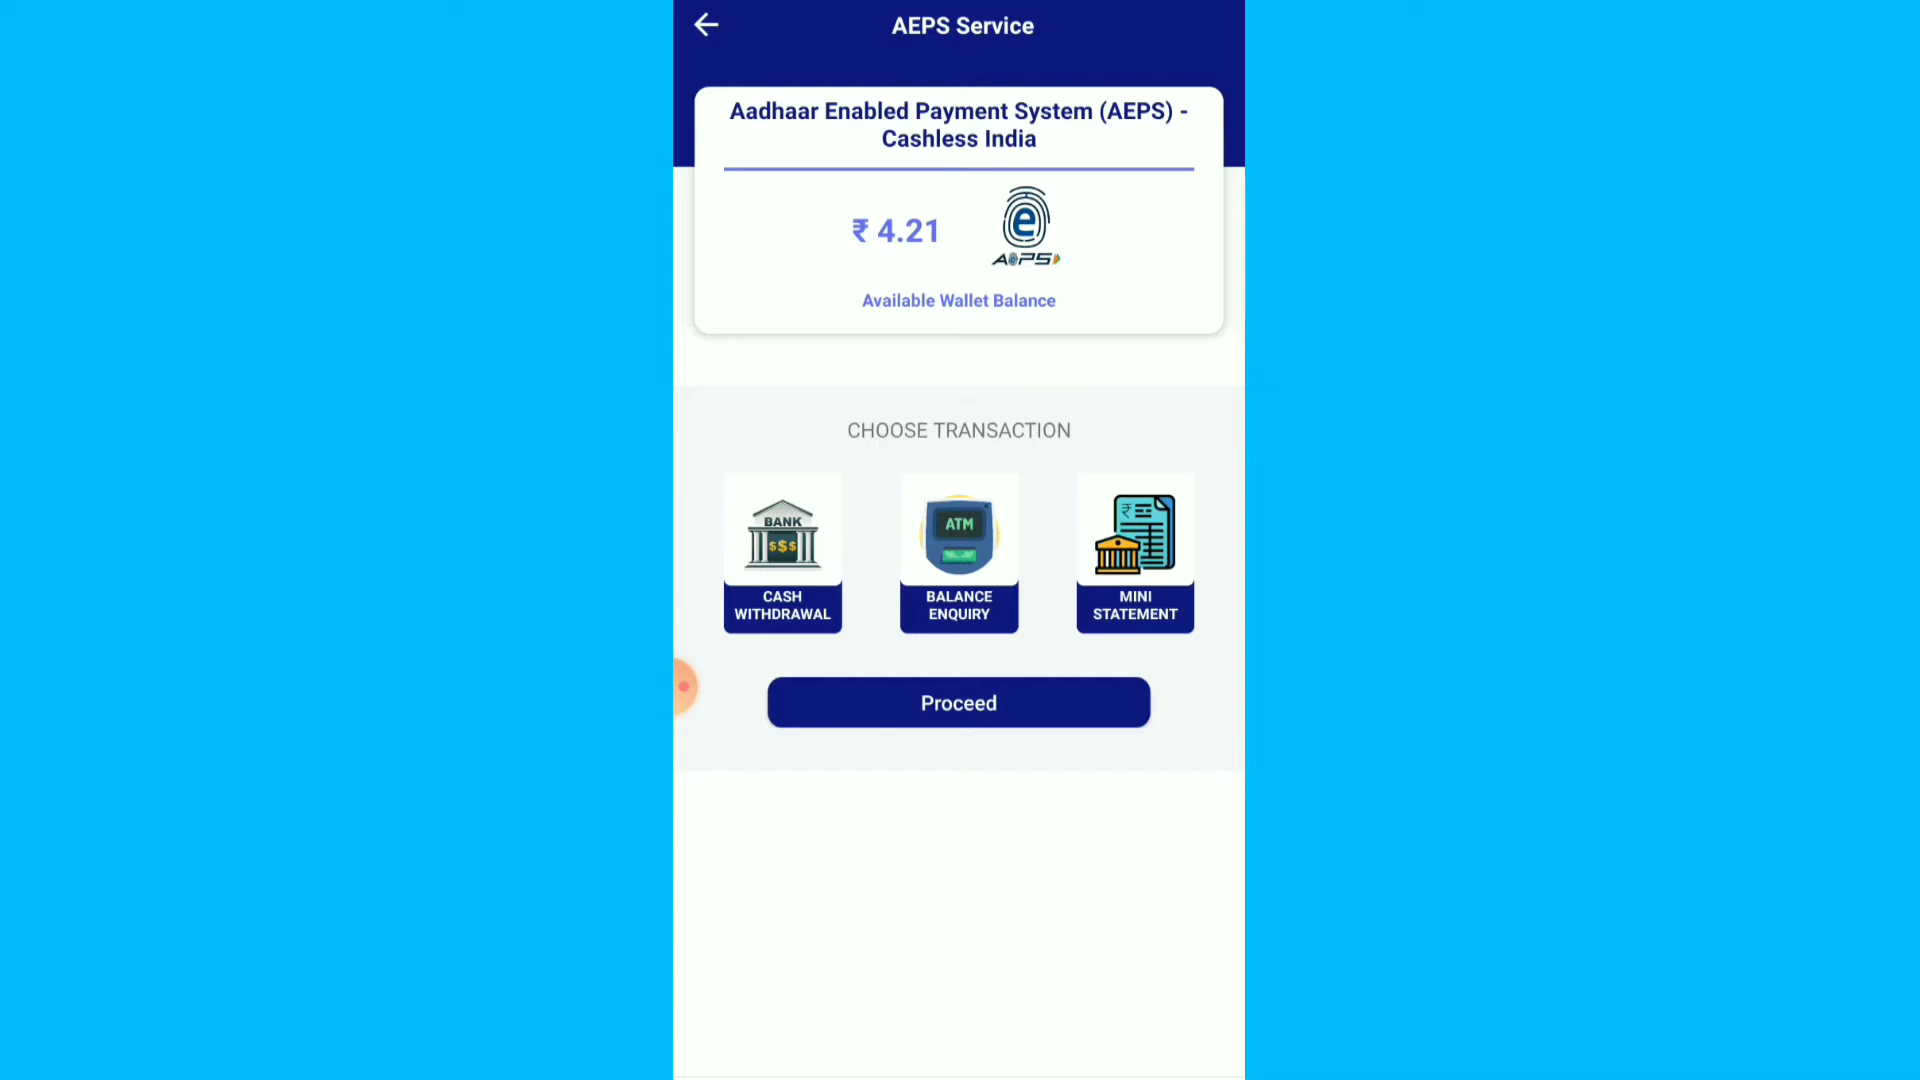 AEPS Service
Aadhaar Enabled Payment System (AEPS) -
Cashless India
₹ 4.21
e
AePS
Available Wallet Balance
CHOOSE TRANSACTION
BANK
$$$
ATM
₹
CASH
WITHDRAWAL
BALANCE
ENQUIRY
MINI
STATEMENT
Proceed